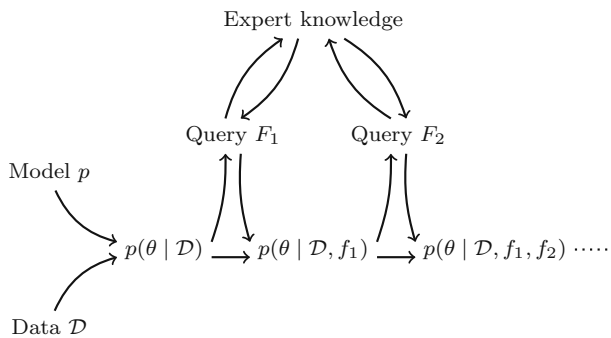 Expert knowledge
Query F₁
Query F₂
Model p
p(θ | 𝒟)
p(θ | 𝒟, f₁)
p(θ | 𝒟, f₁, f₂) ·····
Data 𝒟